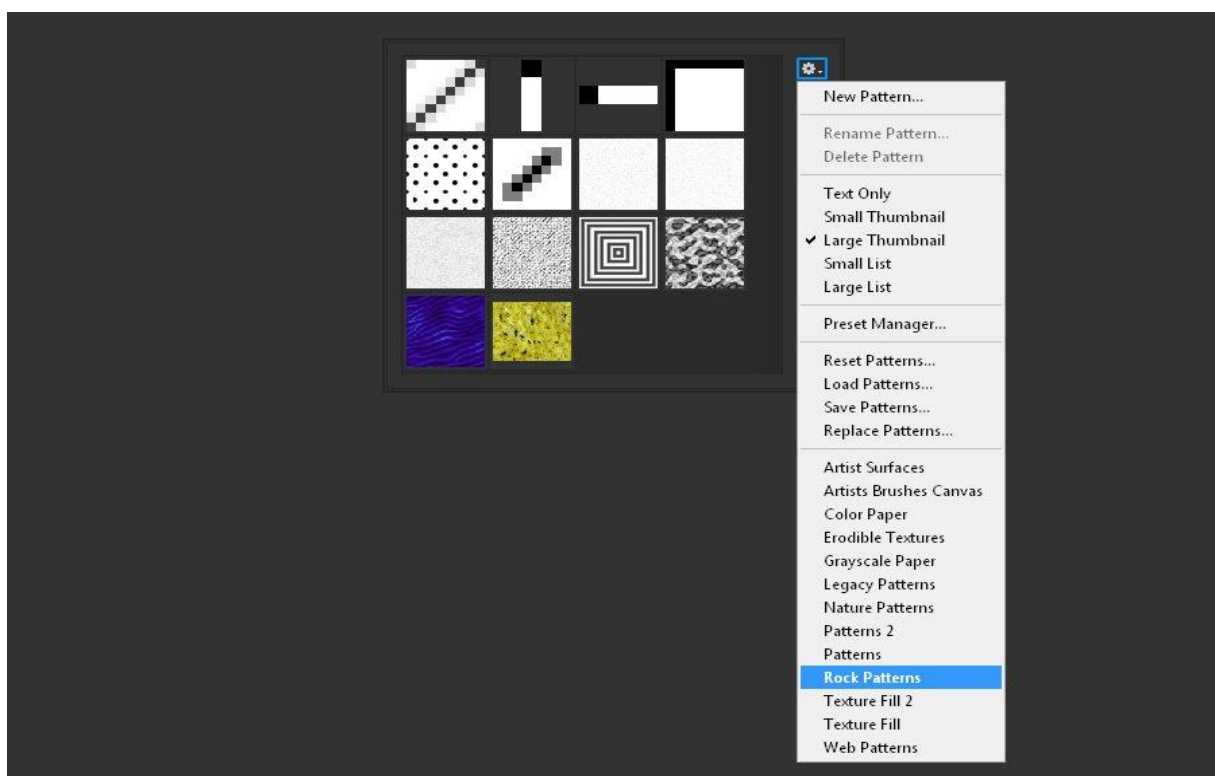 New Pattern...
Rename Pattern...
Delete Pattern
Text Only
Small Thumbnail
Large Thumbnail
Small List
Large List
Preset Manager...
Reset Patterns...
Load Patterns...
Save Patterns...
Replace Patterns...
Artist Surfaces
Artists Brushes Canvas
Color Paper
Erodible Textures
Grayscale Paper
Legacy Patterns
Nature Patterns
Patterns 2
Patterns
Rock Patterns
Texture Fill 2
Texture Fill
Web Patterns